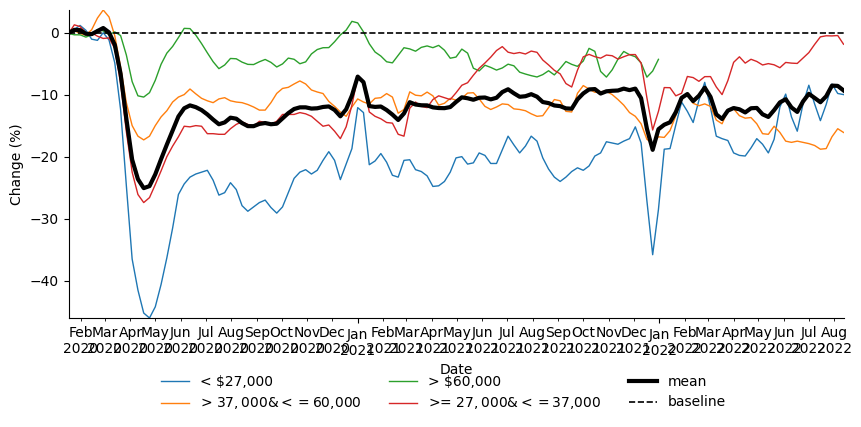 Change (%)
0
−10
−20
−30
−40
Feb Mar Apr May Jun Jul Aug Sep Oct Nov Dec Jan Feb Mar Apr May Jun Jul Aug Sep Oct Nov Dec Jan Feb Mar Apr May Jun Jul Aug
2020 2020 2020 2020 2020 2020 2020 2020 2020 2020 2020 2021 2021 2021 2021 2021 2021 2021 2021 2021 2021 2021 2021 2022 2022 2022 2022 2022 2022 2022 2022
Date
< $27,000 > $60,000 mean
> 37,000&<=60,000 >= 27,000&<=37,000 baseline